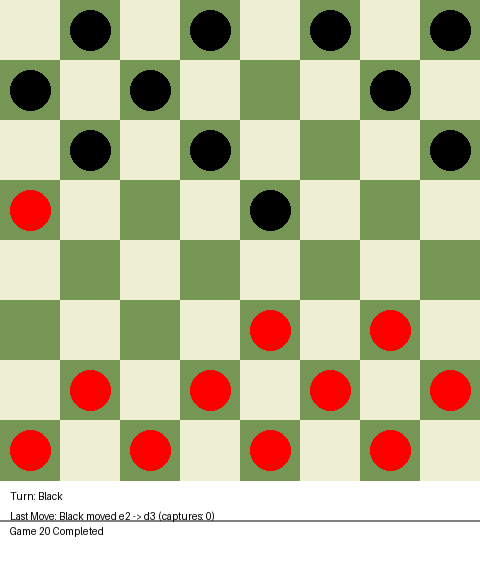 Turn: Black
Last Move: Black moved e2 -> d3 (captures: 0)
Game 20 Completed